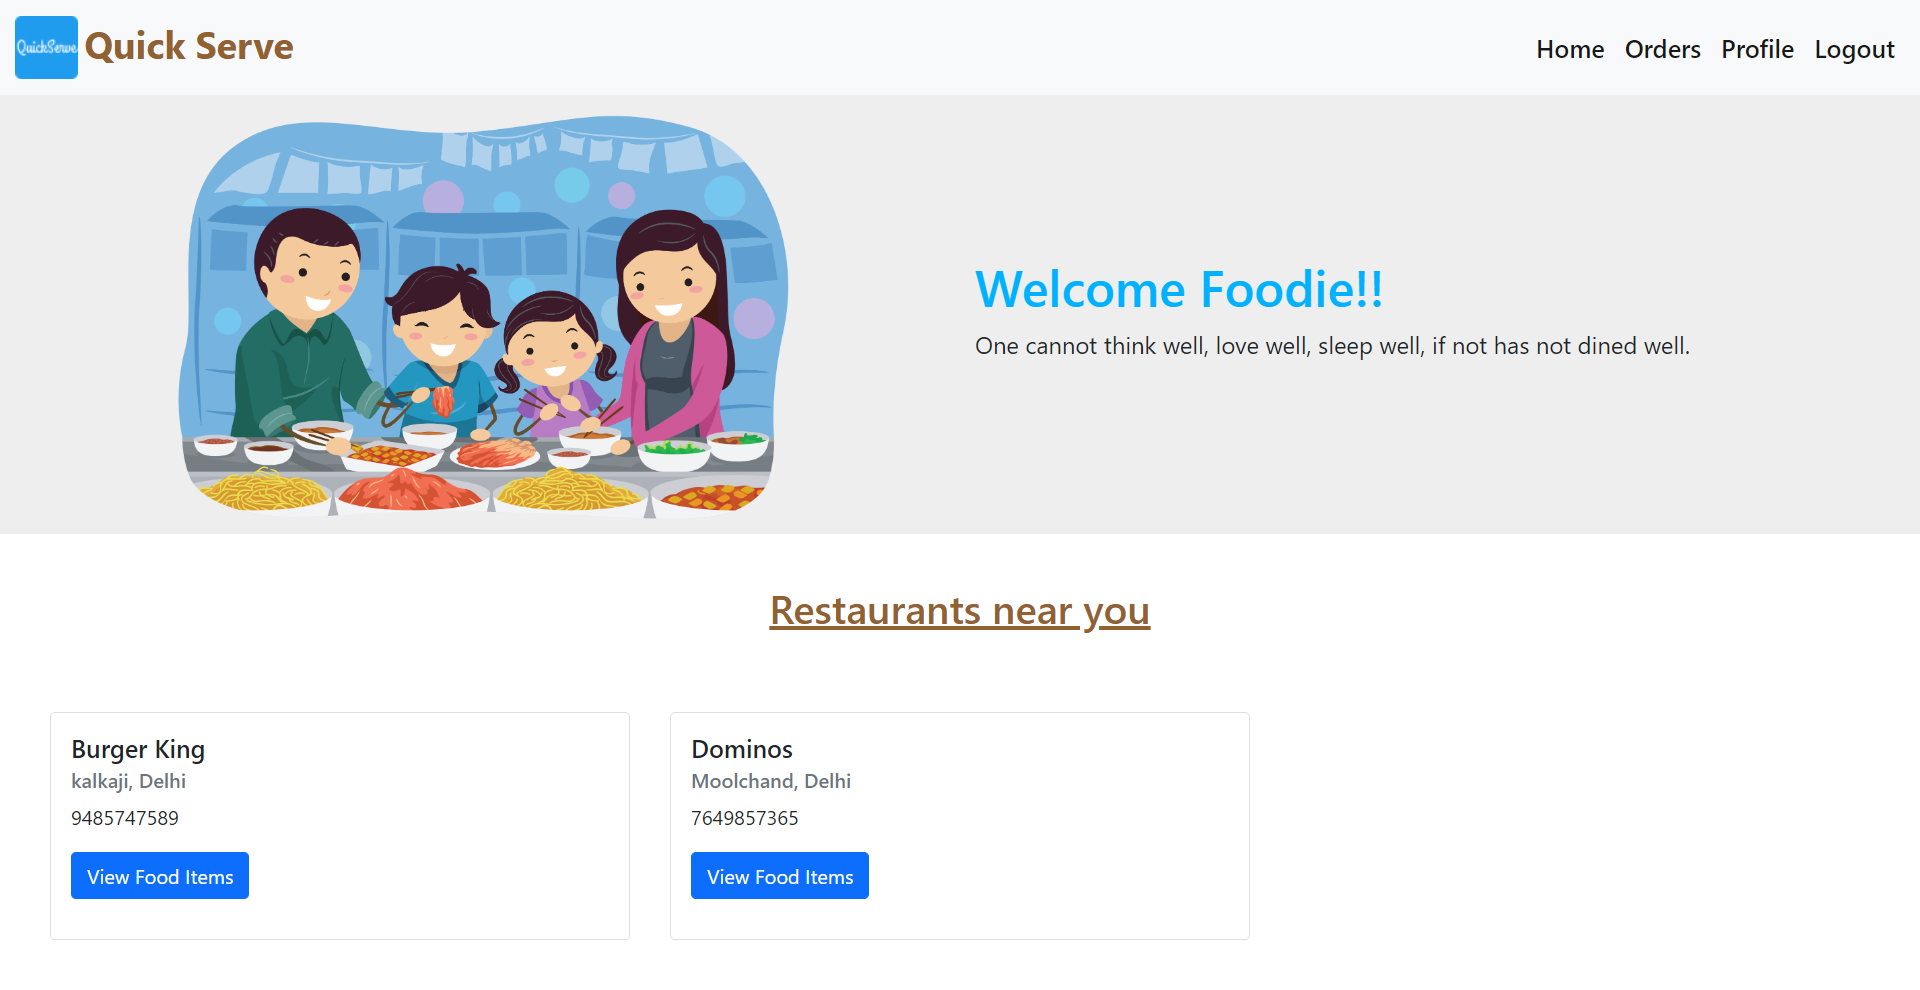 QuickServe
Quick Serve
Home Orders Profile Logout
Welcome Foodie!!
One cannot think well, love well, sleep well, if not has not dined well.
Restaurants near you
Burger King
kalkaji, Delhi
9485747589
View Food Items
Dominos
Moolchand, Delhi
7649857365
View Food Items